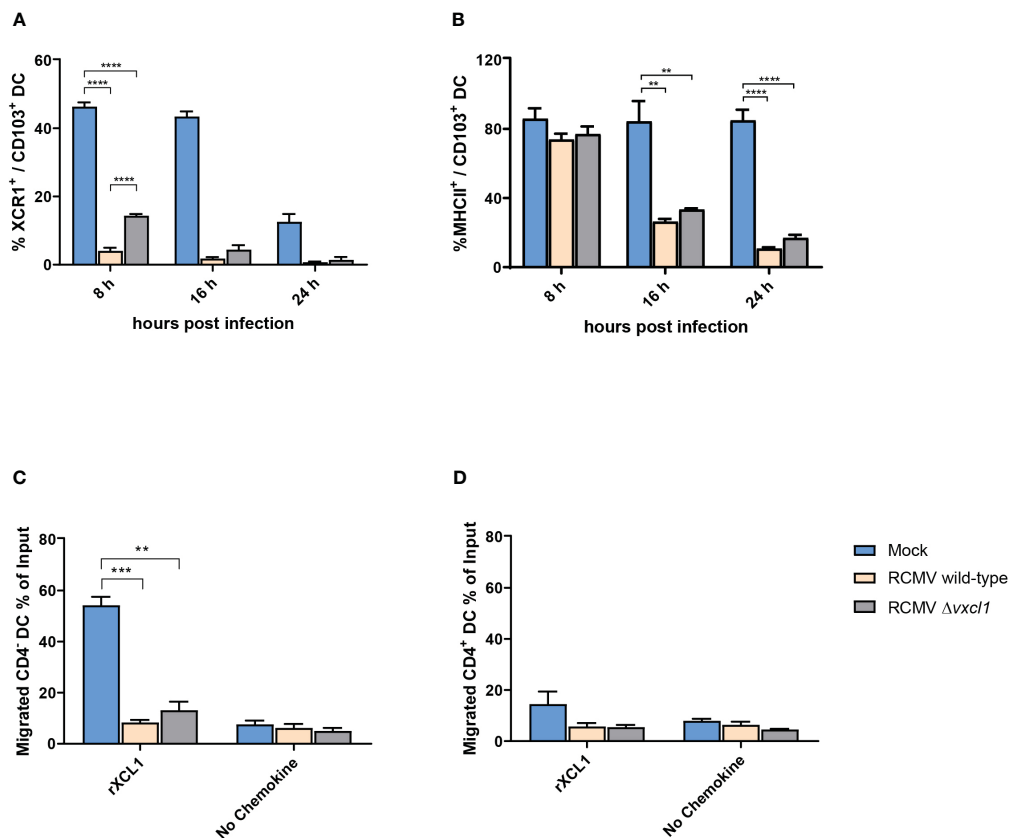 A
% XCR1⁺ / CD103⁺ DC
60
40
20
0
****
****
****
8 h
16 h
24 h
hours post infection
B
%MHCII⁺ / CD103⁺ DC
120
80
40
0
**
**
****
****
8 h
16 h
24 h
hours post infection
C
Migrated CD4⁻ DC % of Input
80
60
40
20
0
**
***
rXCL1
No Chemokine
D
Migrated CD4⁺ DC % of Input
80
60
40
20
0
rXCL1
No Chemokine
Mock
RCMV wild-type
RCMV Δvxcl1